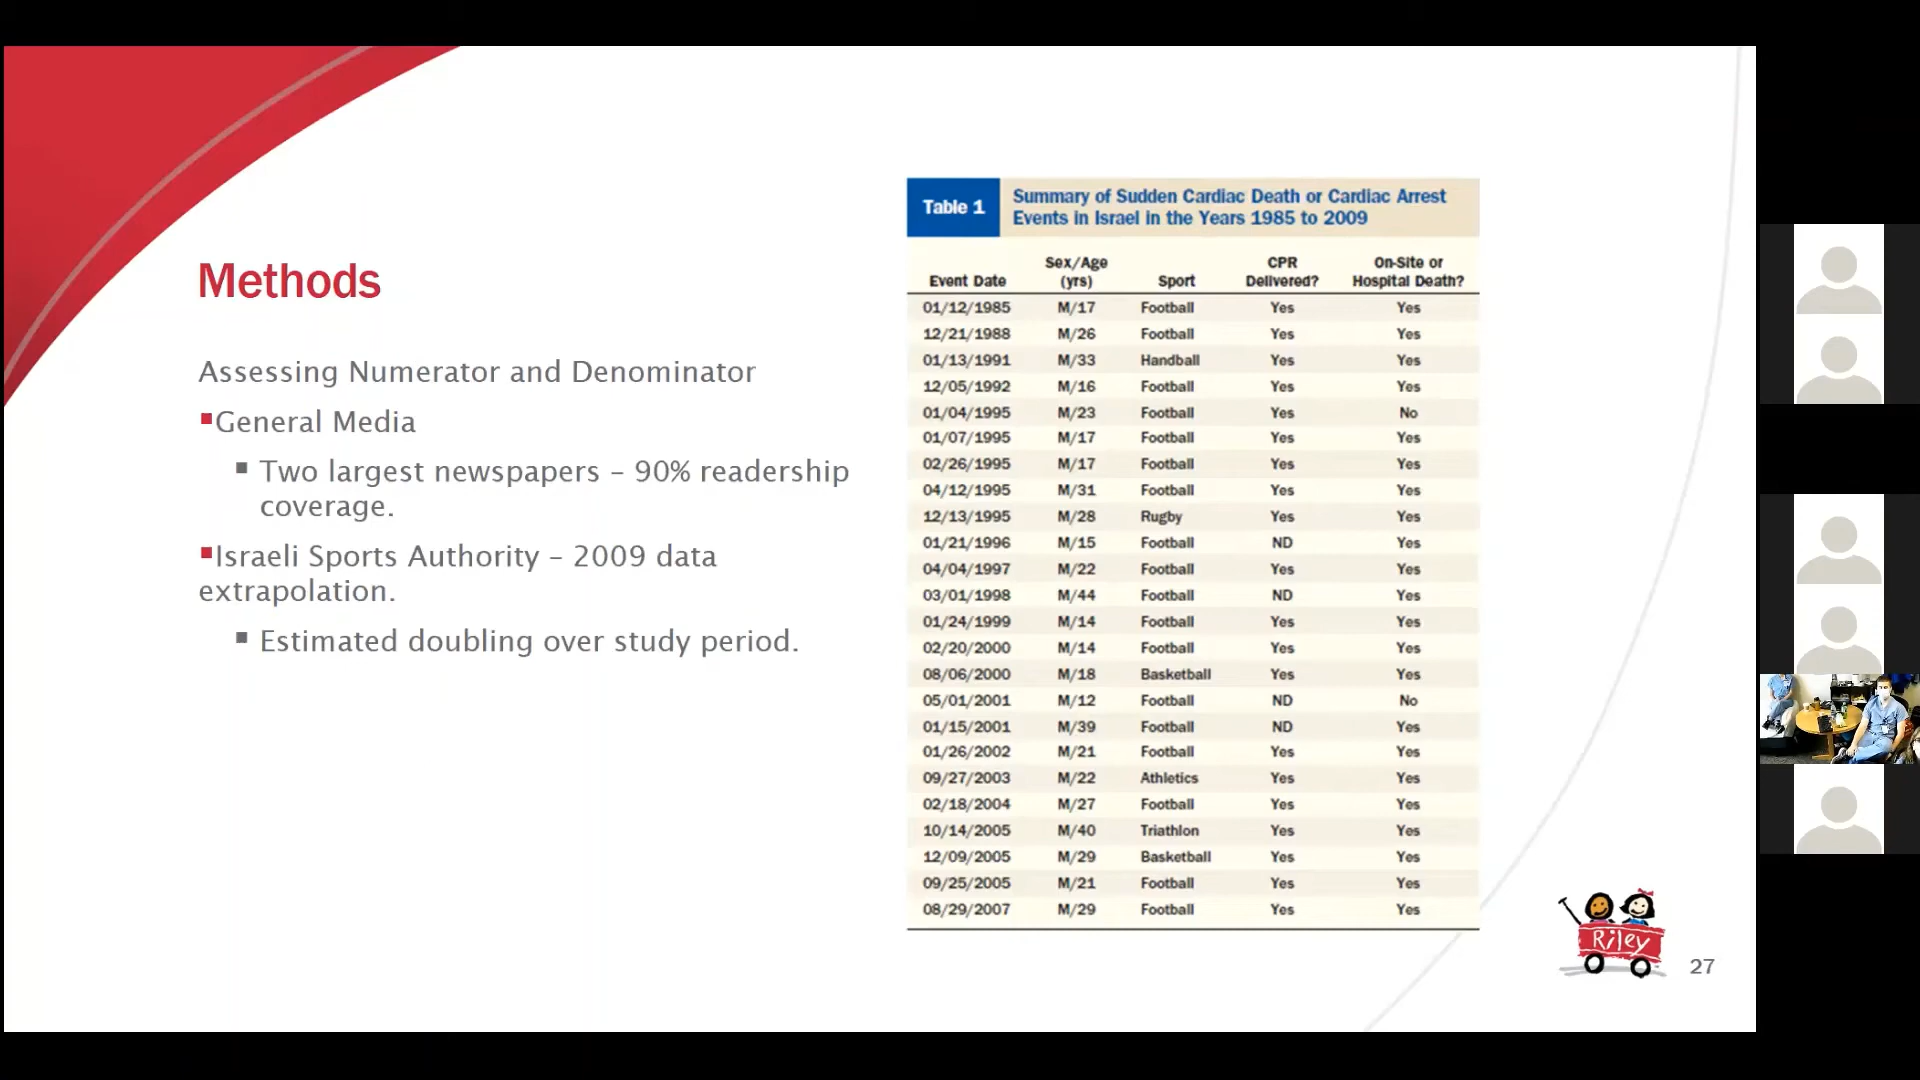 Methods
Assessing Numerator and Denominator
▪General Media
▪ Two largest newspapers – 90% readership
coverage.
▪Israeli Sports Authority – 2009 data
extrapolation.
▪ Estimated doubling over study period.
Table 1 Summary of Sudden Cardiac Death or Cardiac Arrest
Events in Israel in the Years 1985 to 2009
Event Date Sex/Age (yrs) Sport CPR Delivered? On-Site or Hospital Death?
01/12/1985 M/17 Football Yes Yes
12/21/1988 M/26 Football Yes Yes
01/13/1991 M/33 Handball Yes Yes
12/05/1992 M/16 Football Yes Yes
01/04/1995 M/23 Football Yes No
01/07/1995 M/17 Football Yes Yes
02/26/1995 M/17 Football Yes Yes
04/12/1995 M/31 Football Yes Yes
12/13/1995 M/28 Rugby Yes Yes
01/21/1996 M/15 Football ND Yes
04/04/1997 M/22 Football Yes Yes
03/01/1998 M/44 Football ND Yes
01/24/1999 M/14 Football Yes Yes
02/20/2000 M/14 Football Yes Yes
08/06/2000 M/18 Basketball Yes Yes
05/01/2001 M/12 Football ND No
01/15/2001 M/39 Football ND Yes
01/26/2002 M/21 Football Yes Yes
09/27/2003 M/22 Athletics Yes Yes
02/18/2004 M/27 Football Yes Yes
10/14/2005 M/40 Triathlon Yes Yes
12/09/2005 M/29 Basketball Yes Yes
09/25/2005 M/21 Football Yes Yes
08/29/2007 M/29 Football Yes Yes
Riley
27